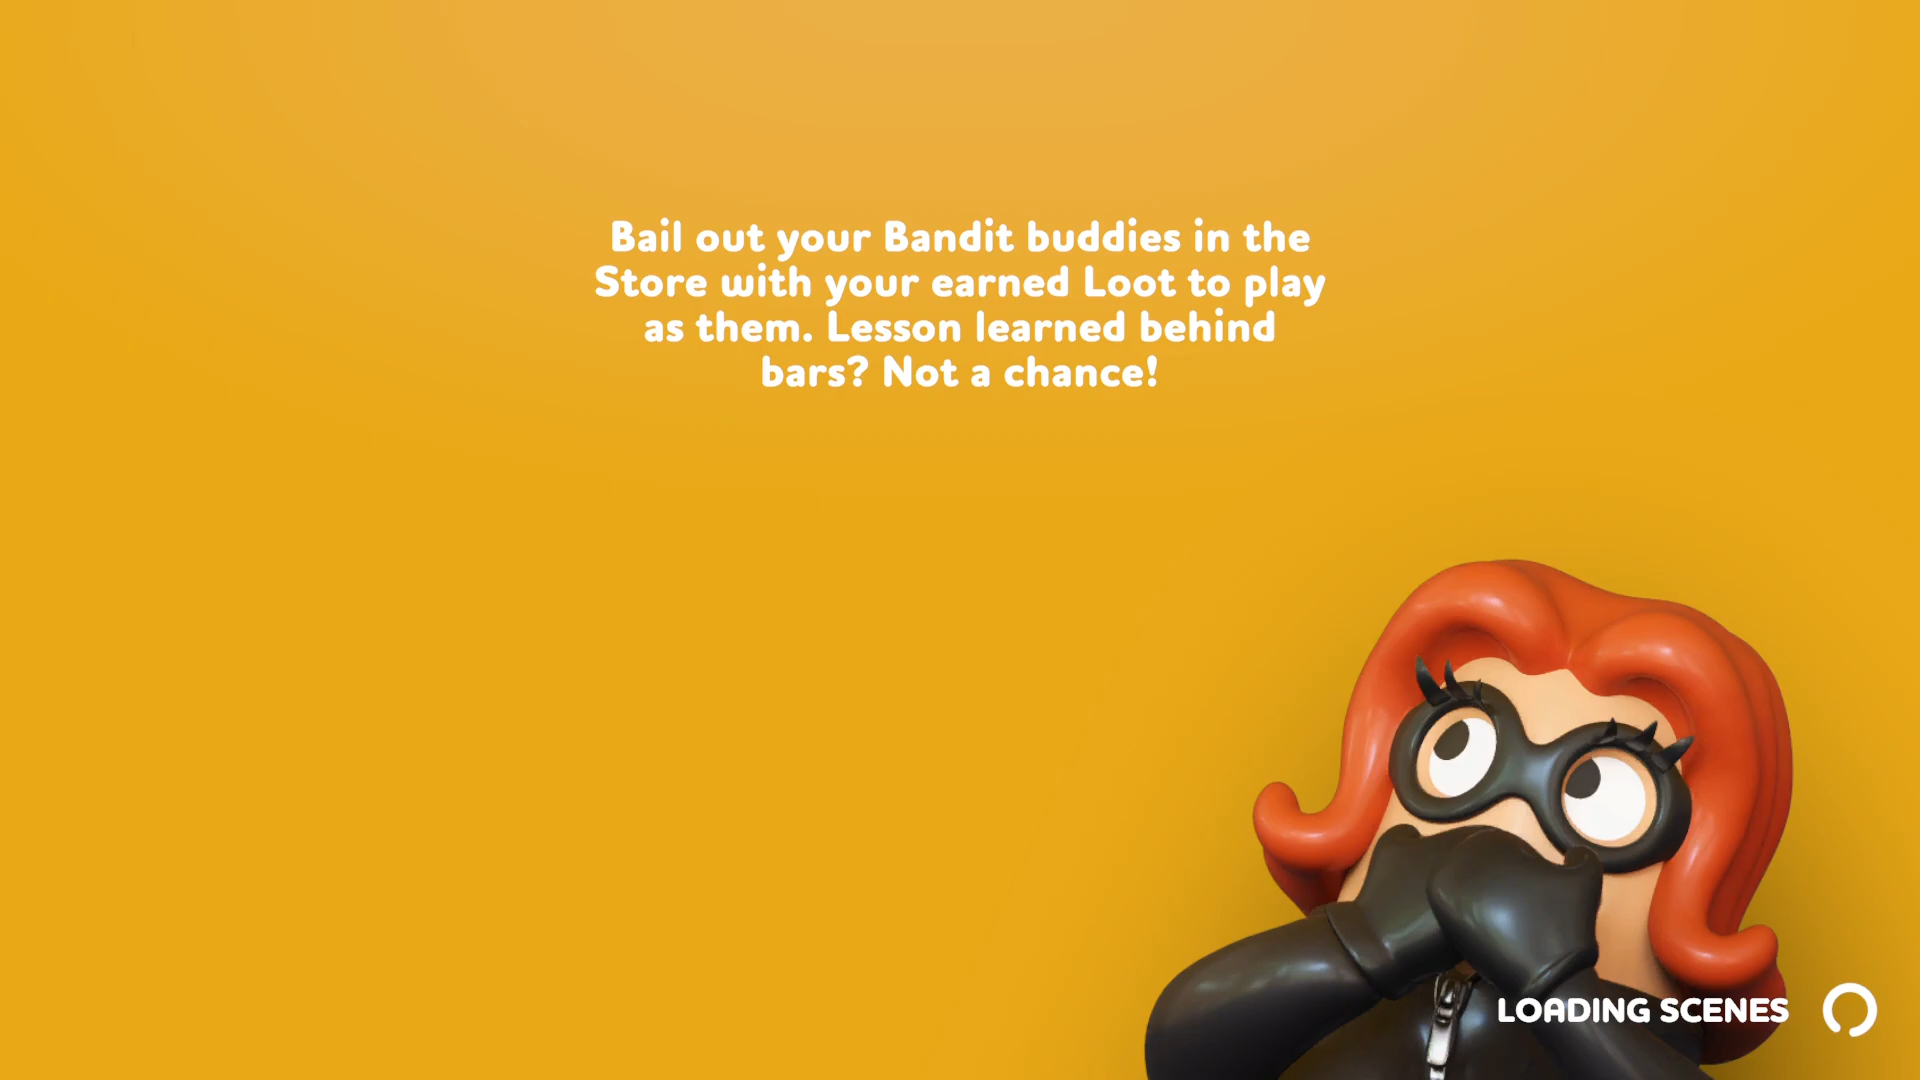 Bail out your Bandit buddies in the
Store with your earned Loot to play
as them. Lesson learned behind
bars? Not a chance!
LOADING SCENES